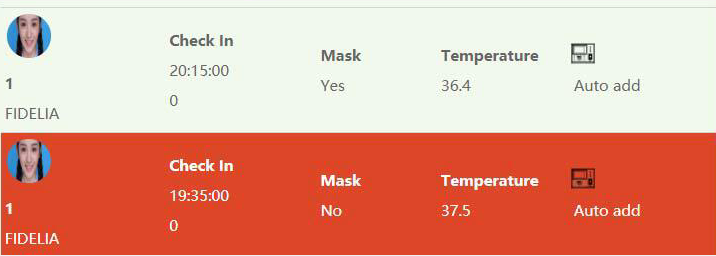 Check In
Mask
Temperature
20:15:00
1
Yes
36.4
Auto add
0
FIDELIA
Check In
Mask
Temperature
19:35:00
1
No
37.5
Auto add
0
FIDELIA